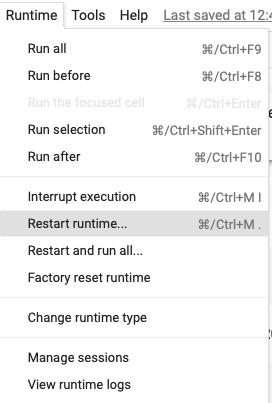 Runtime Tools Help Last saved at 12:4
Run all ⌘/Ctrl+F9
Run before ⌘/Ctrl+F8
Run the focused cell ⌘/Ctrl+Enter
Run selection ⌘/Ctrl+Shift+Enter
Run after ⌘/Ctrl+F10
Interrupt execution ⌘/Ctrl+M I
Restart runtime... ⌘/Ctrl+M .
Restart and run all...
Factory reset runtime
Change runtime type
Manage sessions
View runtime logs